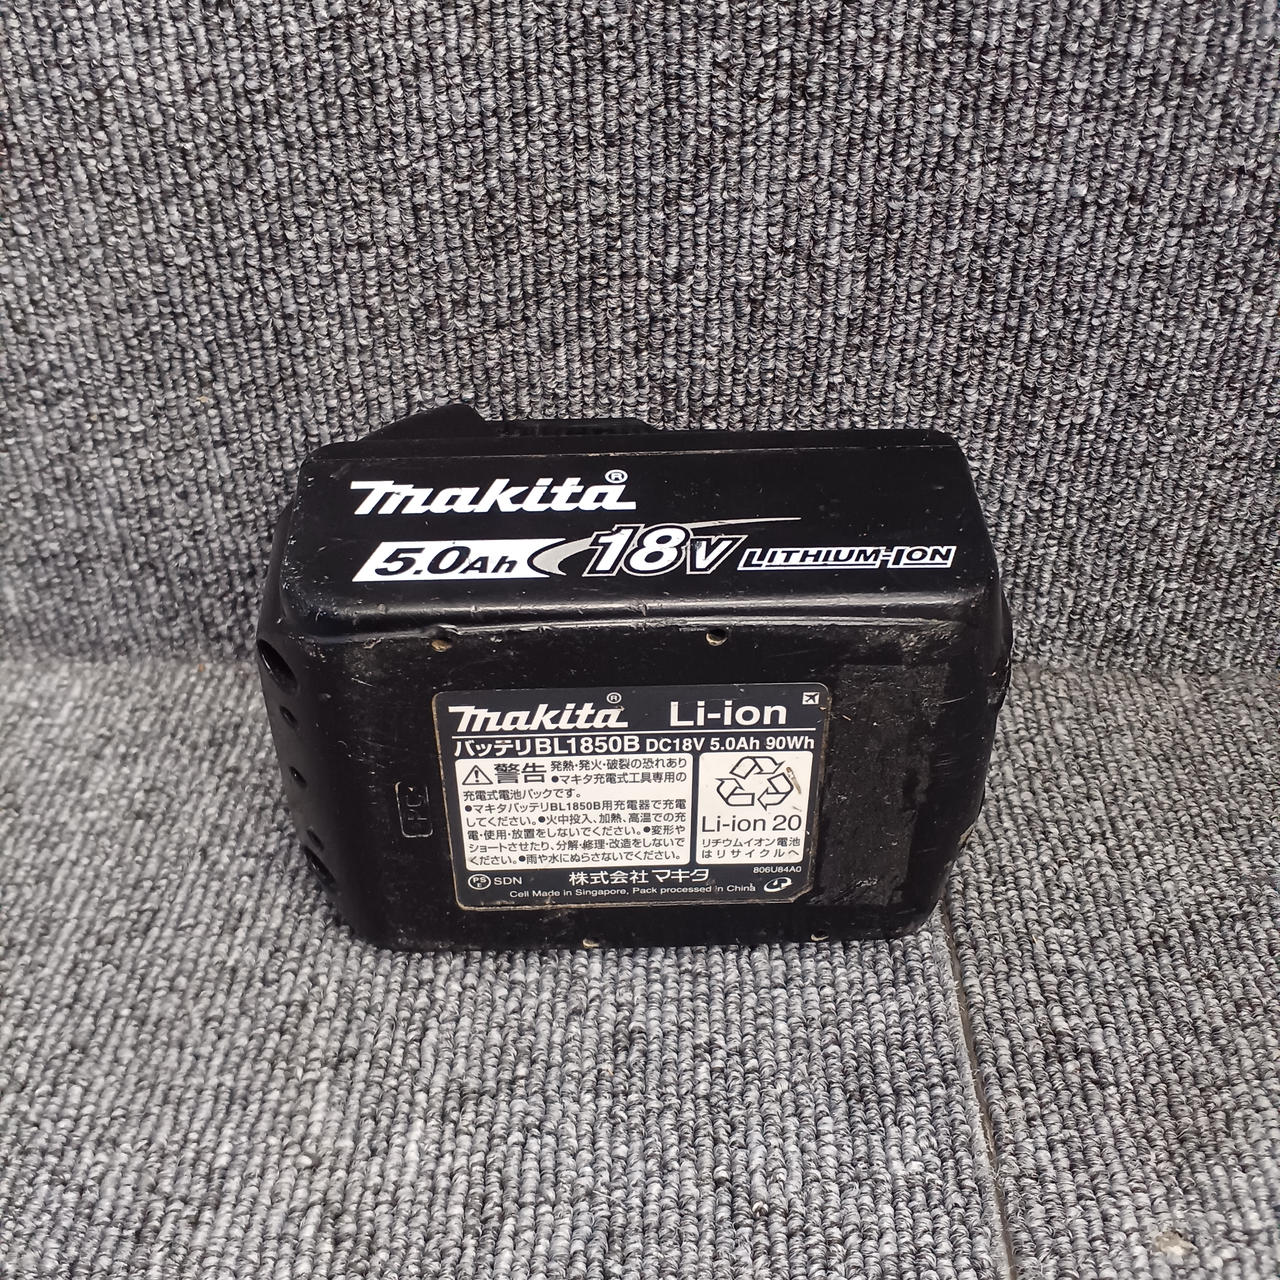 makita®
5.0Ah 18V LITHIUM-ION
makita® Li-ion
バッテリBL1850B DC18V 5.0Ah 90Wh
警告 発熱・発火・破裂の恐れあり
●マキタ充電式工具専用の
充電式電池パックです。
●マキタバッテリBL1850B用充電器で充電
してください。●火中投入、加熱、高温での充
電・使用・放置をしないでください。●変形や
ショートさせたり、分解・修理・改造をしないで
ください。●雨や水にぬらさないでください。
Li-ion 20
リチウムイオン電池
はリサイクルへ
PS
E SDN 株式会社マキタ 806U84A0
Cell Made in Singapore, Pack processed in China
PC